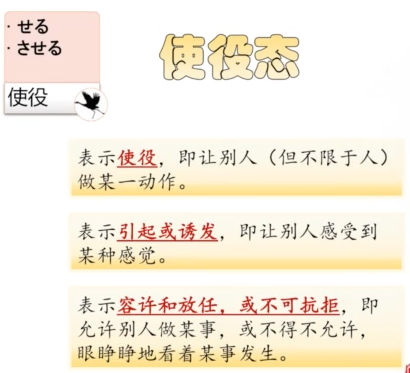 · せる
· させる
使役
使役态
表示使役，即让别人（但不限于人）
做某一动作。
表示引起或诱发，即让别人感受到
某种感觉。
表示容许和放任，或不可抗拒，即
允许别人做某事，或不得不允许，
眼睁睁地看着某事发生。